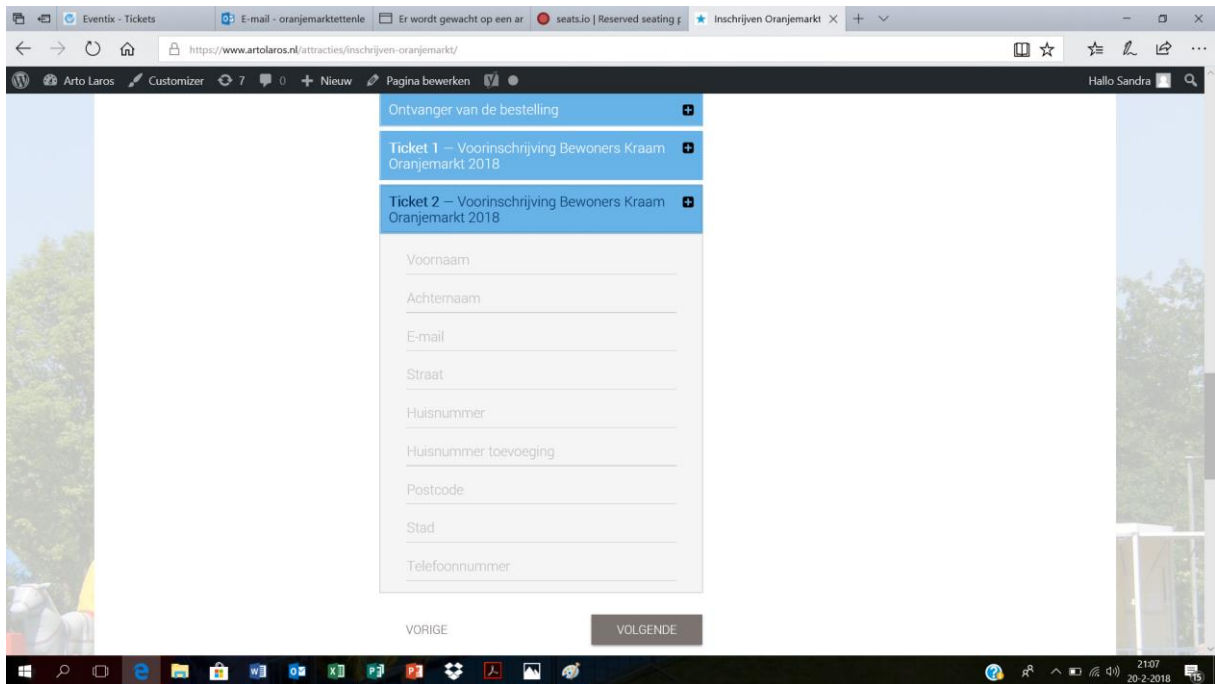 Eventix - Tickets
E-mail - oranjemarktettenle
Er wordt gewacht op een ar
seats.io | Reserved seating p
Inschrijven Oranjemarkt
https://www.artolaros.nl/attracties/inschrijven-oranjemarkt/
Arto Laros
Customizer
7
0
Nieuw
Pagina bewerken
Hallo Sandra
Ontvanger van de bestelling
Ticket 1 — Voorinschrijving Bewoners Kraam
Oranjemarkt 2018
Ticket 2 — Voorinschrijving Bewoners Kraam
Oranjemarkt 2018
Voornaam
Achternaam
E-mail
Straat
Huisnummer
Huisnummer toevoeging
Postcode
Stad
Telefoonnummer
VORIGE
VOLGENDE
21:07
20-2-2018
15